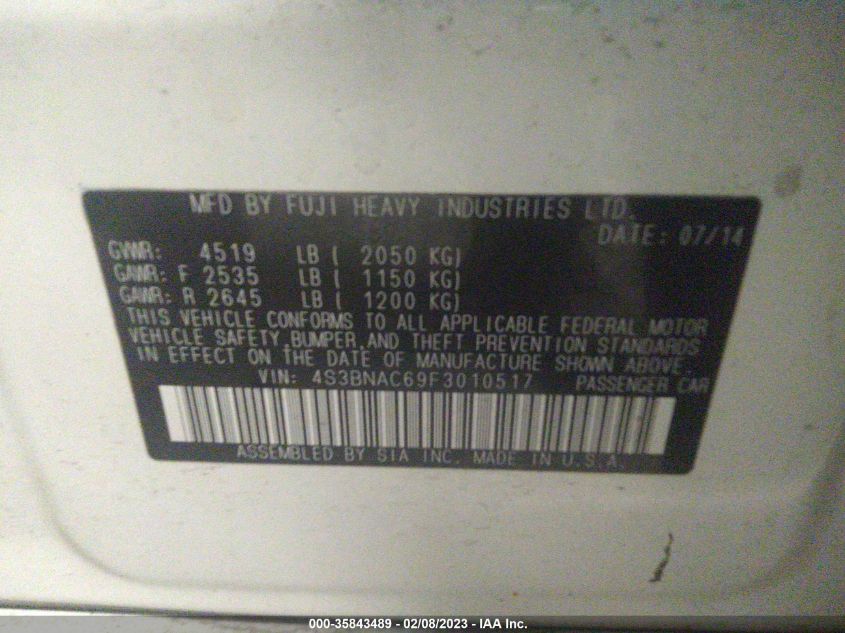 MFD BY FUJI HEAVY INDUSTRIES LTD.
DATE: 07/14
GVWR: 4519 LB ( 2050 KG)
GAWR: F 2535 LB ( 1150 KG)
GAWR: R 2645 LB ( 1200 KG)
THIS VEHICLE CONFORMS TO ALL APPLICABLE FEDERAL MOTOR
VEHICLE SAFETY,BUMPER,AND THEFT PREVENTION STANDARDS
IN EFFECT ON THE DATE OF MANUFACTURE SHOWN ABOVE.
VIN: 4S3BNAC69F3010517 PASSENGER CAR
ASSEMBLED BY SIA INC. MADE IN U.S.A.
000-35843489 - 02/08/2023 - IAA Inc.